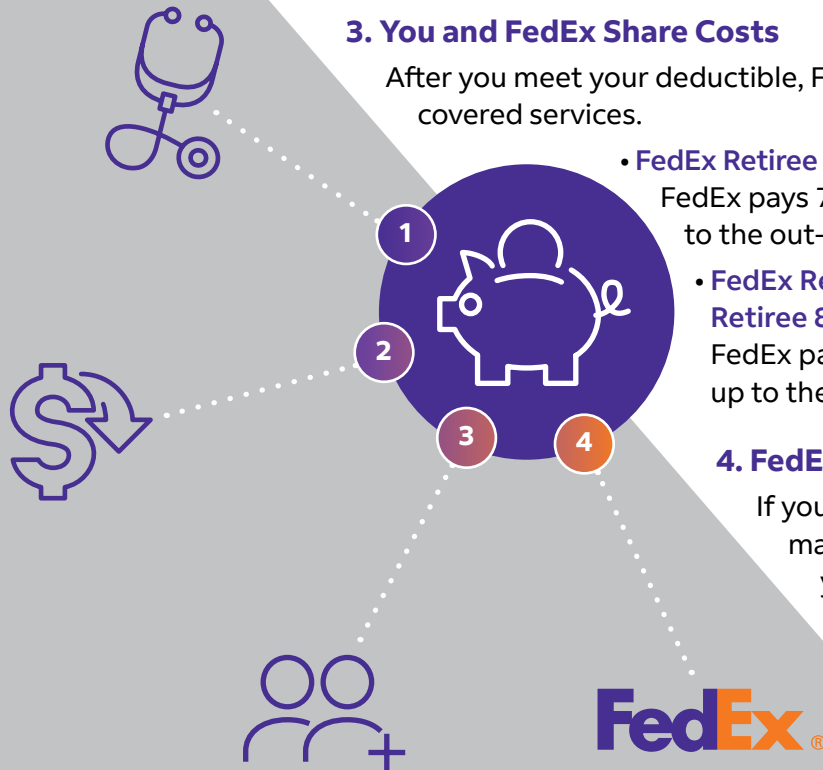 3. You and FedEx Share Costs
After you meet your deductible, F
covered services.
• FedEx Retiree
FedEx pays 7
to the out-
• FedEx Re
Retiree 8
FedEx pa
up to the
4. FedE
If you
ma
1
2
3
4
FedEx®